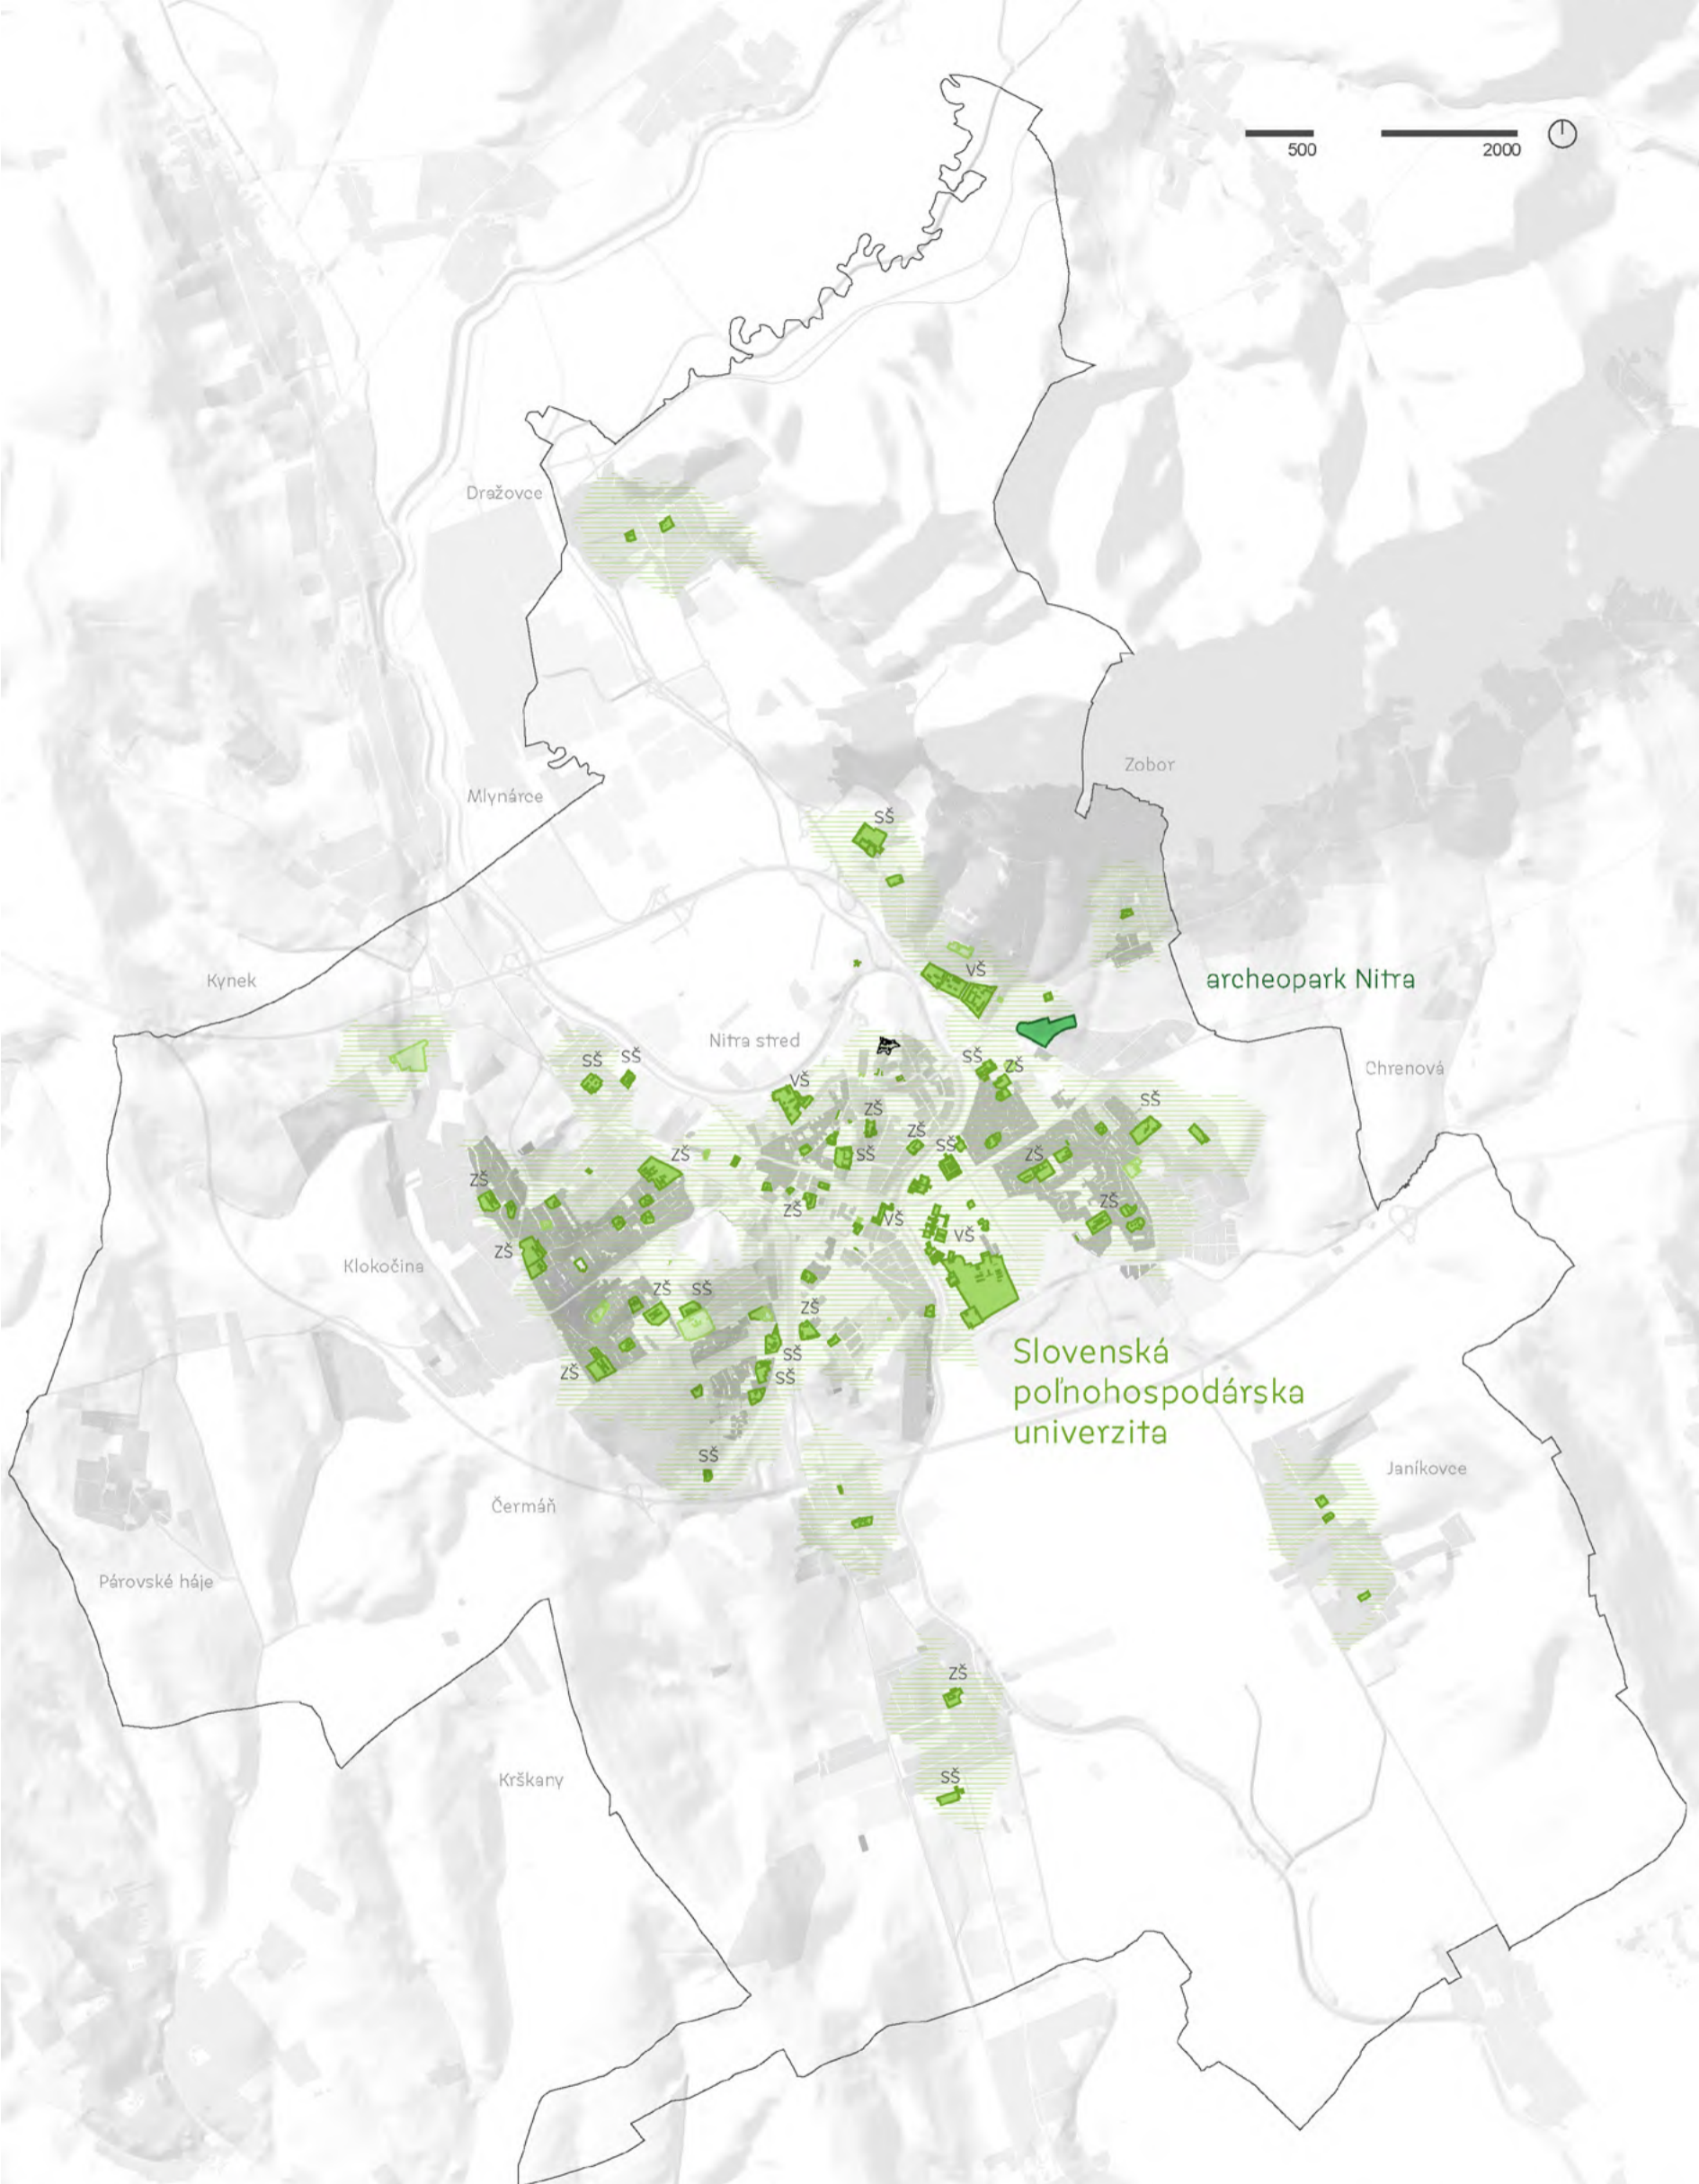 500
2000
Dražovce
Zobor
Mlynárce
SŠ
VŠ
archeopark Nitra
Kynek
Nitra stred
SŠ
SŠ
SŠ
ZŠ
Chrenová
VŠ
SŠ
ZŠ
ZŠ
SŠ
SŠ
ZŠ
ZŠ
ZŠ
ZŠ
ZŠ
VŠ
VŠ
ZŠ
Klokočina
ZŠ
SŠ
ZŠ
SŠ
SŠ
ZŠ
Slovenská
poľnohospodárska
univerzita
SŠ
Janíkovce
Čermáň
Párovské háje
ZŠ
SŠ
Krškany